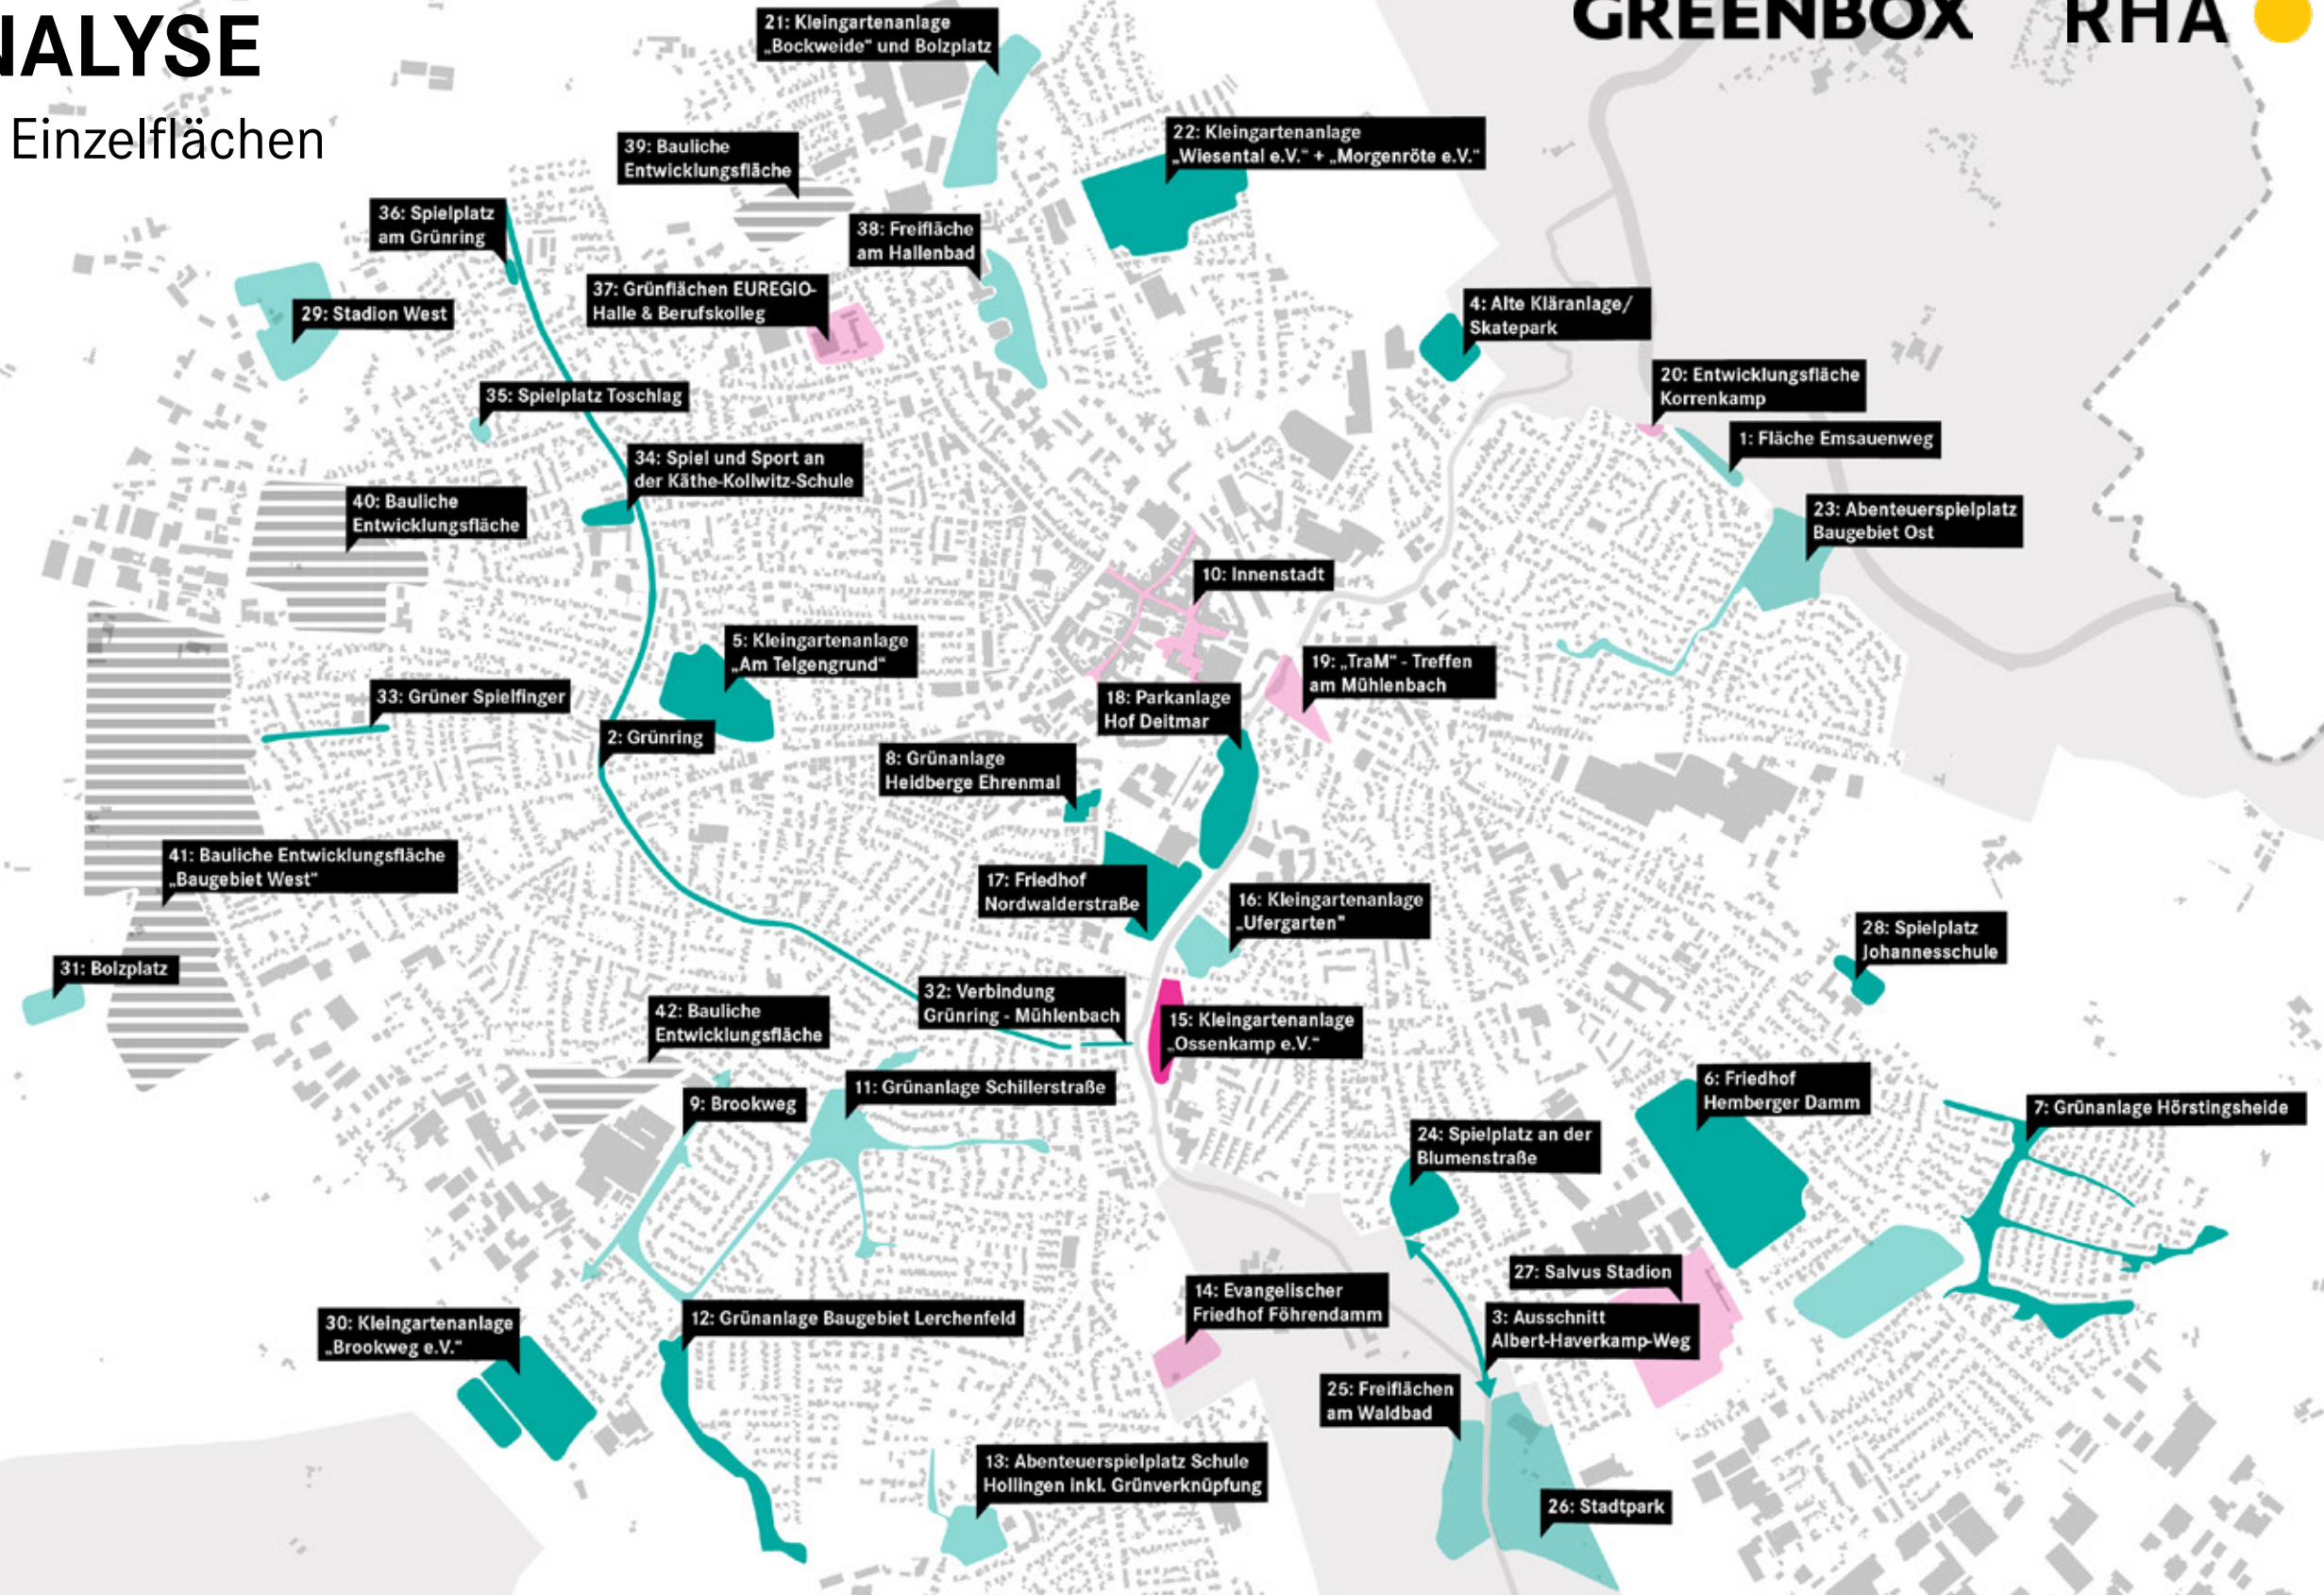 NALYSE
Einzelflächen
GREENBOX
RHA
21: Kleingartenanlage
„Bockweide“ und Bolzplatz
22: Kleingartenanlage
„Wiesental e.V.“ + „Morgenröte e.V.“
39: Bauliche
Entwicklungsfläche
36: Spielplatz
am Grünring
38: Freifläche
am Hallenbad
37: Grünflächen EUREGIO-
Halle & Berufskolleg
29: Stadion West
4: Alte Kläranlage/
Skatepark
20: Entwicklungsfläche
Korrenkamp
35: Spielplatz Toschlag
1: Fläche Emsauenweg
34: Spiel und Sport an
der Käthe-Kollwitz-Schule
40: Bauliche
Entwicklungsfläche
23: Abenteuerspielplatz
Baugebiet Ost
10: Innenstadt
5: Kleingartenanlage
„Am Telgengrund“
19: „TraM“ - Treffen
am Mühlenbach
33: Grüner Spielfinger
18: Parkanlage
Hof Deitmar
2: Grünring
8: Grünanlage
Heidberge Ehrenmal
41: Bauliche Entwicklungsfläche
„Baugebiet West“
17: Friedhof
Nordwalderstraße
16: Kleingartenanlage
„Ufergarten"
28: Spielplatz
Johannesschule
31: Bolzplatz
32: Verbindung
Grünring - Mühlenbach
42: Bauliche
Entwicklungsfläche
15: Kleingartenanlage
„Ossenkamp e.V.“
11: Grünanlage Schillerstraße
9: Brookweg
6: Friedhof
Hemberger Damm
7: Grünanlage Hörstingsheide
24: Spielplatz an der
Blumenstraße
27: Salvus Stadion
14: Evangelischer
Friedhof Föhrendamm
30: Kleingartenanlage
„Brookweg e.V.“
12: Grünanlage Baugebiet Lerchenfeld
3: Ausschnitt
Albert-Haverkamp-Weg
25: Freiflächen
am Waldbad
13: Abenteuerspielplatz Schule
Hollingen inkl. Grünverknüpfung
26: Stadtpark